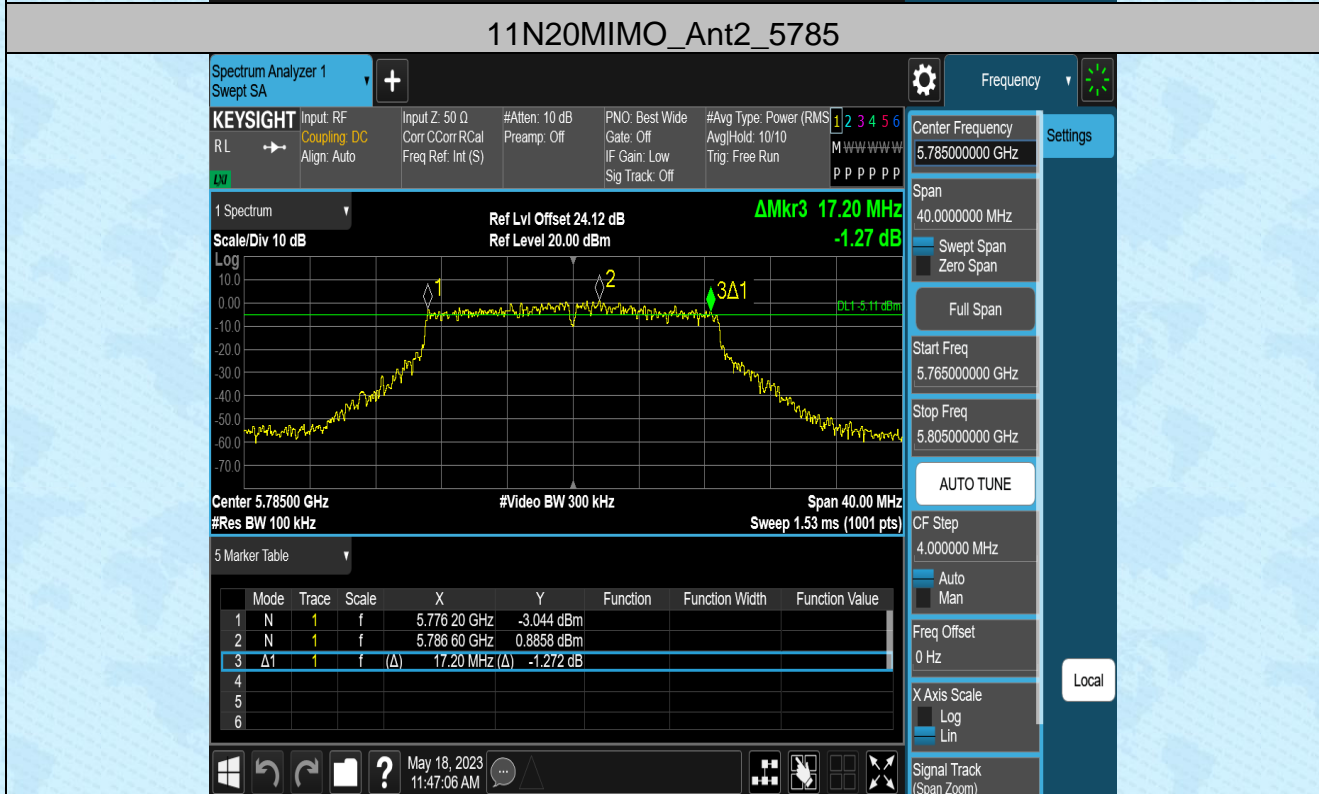 11N20MIMO_Ant2_5785
Spectrum Analyzer 1
Swept SA
Frequency
KEYSIGHT
RL
LXI
Input: RF
Coupling: DC
Align: Auto
Input Z: 50 Ω
Corr CCorr RCal
Freq Ref: Int (S)
#Atten: 10 dB
Preamp: Off
PNO: Best Wide
Gate: Off
IF Gain: Low
Sig Track: Off
#Avg Type: Power (RMS
Avg|Hold: 10/10
Trig: Free Run
1 2 3 4 5 6
M W W W W W
P P P P P P
1 Spectrum
Scale/Div 10 dB
Ref Lvl Offset 24.12 dB
Ref Level 20.00 dBm
ΔMkr3 17.20 MHz
-1.27 dB
Log
10.0
0.00
-10.0
-20.0
-30.0
-40.0
-50.0
-60.0
-70.0
1
2
3Δ1
DL1 -5.11 dBm
Center 5.78500 GHz
#Video BW 300 kHz
Span 40.00 MHz
#Res BW 100 kHz
Sweep 1.53 ms (1001 pts)
5 Marker Table
Mode Trace Scale X Y Function Function Width Function Value
1 N 1 f 5.776 20 GHz -3.044 dBm
2 N 1 f 5.786 60 GHz 0.8858 dBm
3 Δ1 1 f (Δ) 17.20 MHz (Δ) -1.272 dB
4
5
6
May 18, 2023
11:47:06 AM
Settings
Center Frequency
5.785000000 GHz
Span
40.0000000 MHz
Swept Span
Zero Span
Full Span
Start Freq
5.765000000 GHz
Stop Freq
5.805000000 GHz
AUTO TUNE
CF Step
4.000000 MHz
Auto
Man
Freq Offset
0 Hz
X Axis Scale
Log
Lin
Local
Signal Track
(Span Zoom)